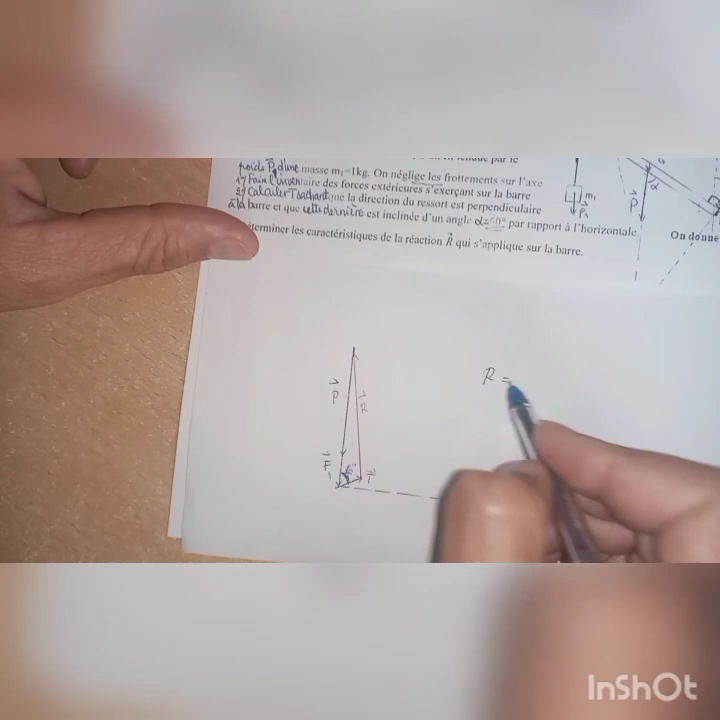 poids P₁ d'une masse m₁=1kg. On néglige les frottements sur l'axe
1°/ Faire l'inventaire des forces extérieures s'exerçant sur la barre
2°/ Calculer T sachant que la direction du ressort est perpendiculaire
à la barre et que cette dernière est inclinée d'un angle α=60° par rapport à l'horizontale
terminer les caractéristiques de la réaction R⃗ qui s'applique sur la barre.
m₁
P⃗₁
P⃗
α
On donne
P⃗
R⃗
P⃗₁
T⃗
R =
InShOt